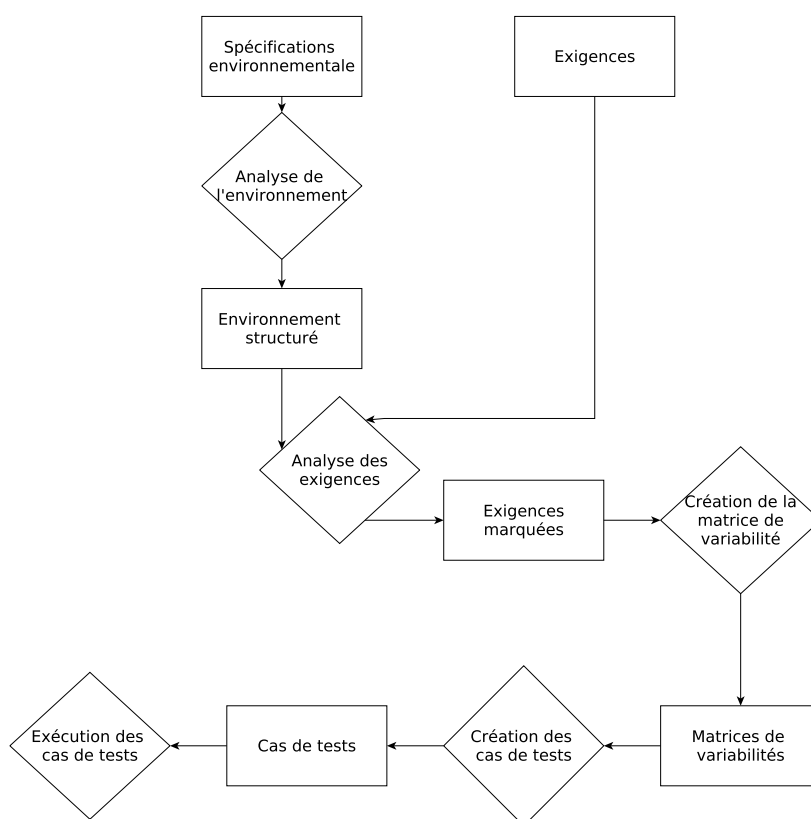 Spécifications
environnementale
Exigences
Analyse de
l'environnement
Environnement
structuré
Analyse des
exigences
Exigences
marquées
Création de la
matrice de
variabilité
Exécution des
cas de tests
Cas de tests
Création des
cas de tests
Matrices de
variabilités